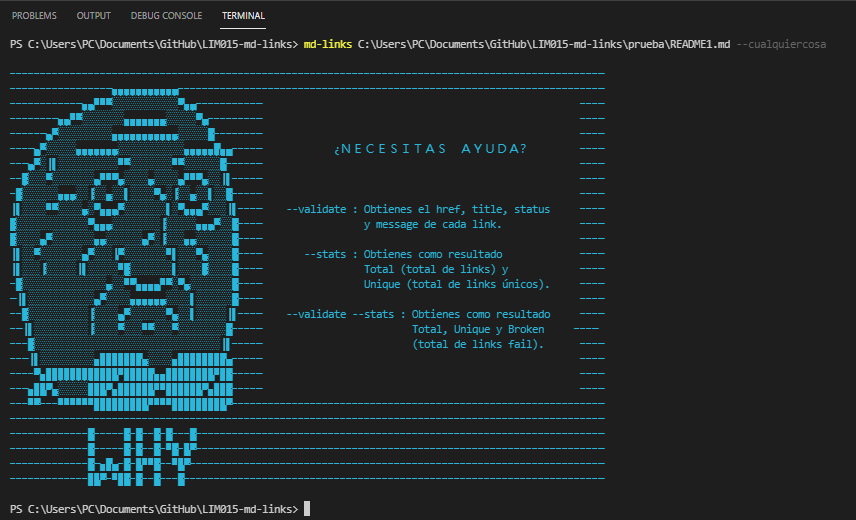 PROBLEMS OUTPUT DEBUG CONSOLE TERMINAL
PS C:\Users\PC\Documents\GitHub\LIM015-md-links> md-links C:\Users\PC\Documents\GitHub\LIM015-md-links\prueba\README1.md --cualquiercosa
¿NECESITAS AYUDA?
--validate : Obtienes el href, title, status
y message de cada link.
--stats : Obtienes como resultado
Total (total de links) y
Unique (total de links únicos).
--validate --stats : Obtienes como resultado
Total, Unique y Broken
(total de links fail).
PS C:\Users\PC\Documents\GitHub\LIM015-md-links>